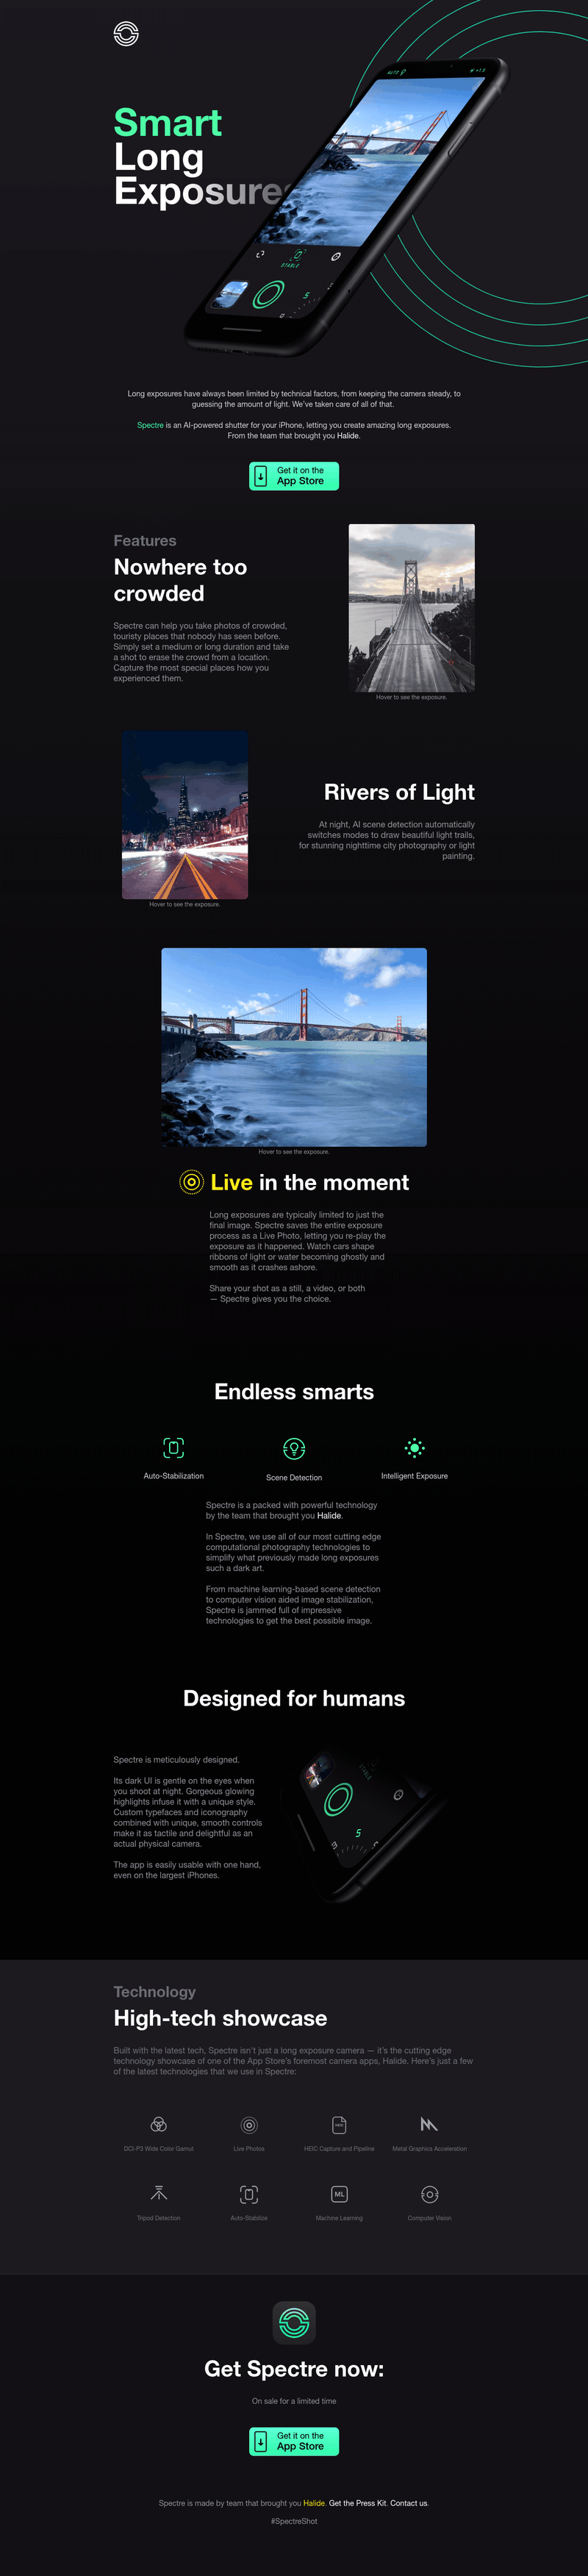 Smart
Long
Exposures
AUTO
STABLE
5
Long exposures have always been limited by technical factors, from keeping the camera steady, to
guessing the amount of light. We've taken care of all of that.
Spectre is an AI-powered shutter for your iPhone, letting you create amazing long exposures.
From the team that brought you Halide.
Get it on the
App Store
Features
Nowhere too
crowded
Spectre can help you take photos of crowded,
touristy places that nobody has seen before.
Simply set a medium or long duration and take
a shot to erase the crowd from a location.
Capture the most special places how you
experienced them.
Hover to see the exposure.
Rivers of Light
At night, AI scene detection automatically
switches modes to draw beautiful light trails,
for stunning nighttime city photography or light
painting.
Hover to see the exposure.
Hover to see the exposure.
Live in the moment
Long exposures are typically limited to just the
final image. Spectre saves the entire exposure
process as a Live Photo, letting you re-play the
exposure as it happened. Watch cars shape
ribbons of light or water becoming ghostly and
smooth as it crashes ashore.
Share your shot as a still, a video, or both
— Spectre gives you the choice.
Endless smarts
Auto-Stabilization
Scene Detection
Intelligent Exposure
Spectre is a packed with powerful technology
by the team that brought you Halide.
In Spectre, we use all of our most cutting edge
computational photography technologies to
simplify what previously made long exposures
such a dark art.
From machine learning-based scene detection
to computer vision aided image stabilization,
Spectre is jammed full of impressive
technologies to get the best possible image.
Designed for humans
Spectre is meticulously designed.
Its dark UI is gentle on the eyes when
you shoot at night. Gorgeous glowing
highlights infuse it with a unique style.
Custom typefaces and iconography
combined with unique, smooth controls
make it as tactile and delightful as an
actual physical camera.
The app is easily usable with one hand,
even on the largest iPhones.
STABLE
5
3
Technology
High-tech showcase
Built with the latest tech, Spectre isn't just a long exposure camera — it's the cutting edge
technology showcase of one of the App Store's foremost camera apps, Halide. Here's just a few
of the latest technologies that we use in Spectre:
HEIC
DCI-P3 Wide Color Gamut
Live Photos
HEIC Capture and Pipeline
Metal Graphics Acceleration
ML
Tripod Detection
Auto-Stabilize
Machine Learning
Computer Vision
Get Spectre now:
On sale for a limited time
Get it on the
App Store
Spectre is made by team that brought you Halide. Get the Press Kit. Contact us.
#SpectreShot